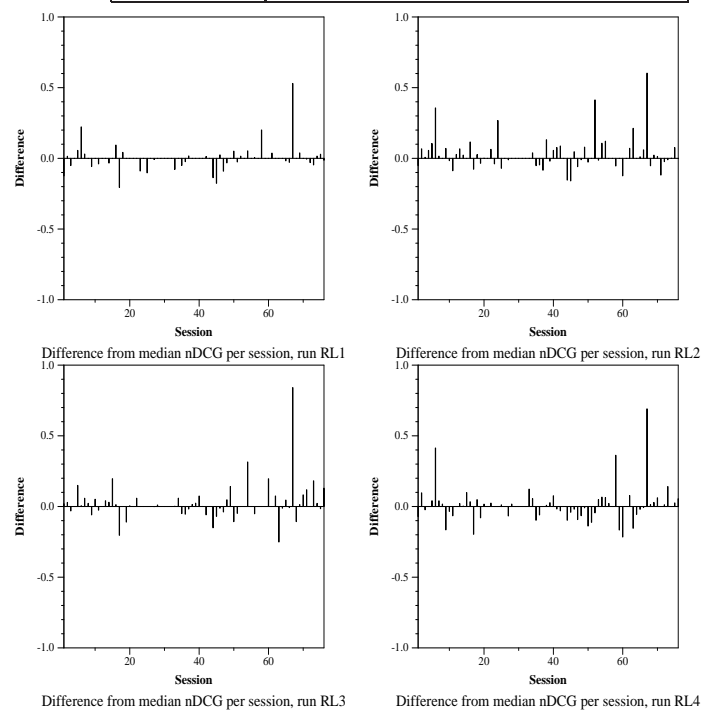 1.0
0.5
0.0
-0.5
-1.0
Difference
20
40
60
Session
Difference from median nDCG per session, run RL1
1.0
0.5
0.0
-0.5
-1.0
Difference
20
40
60
Session
Difference from median nDCG per session, run RL2
1.0
0.5
0.0
-0.5
-1.0
Difference
20
40
60
Session
Difference from median nDCG per session, run RL3
1.0
0.5
0.0
-0.5
-1.0
Difference
20
40
60
Session
Difference from median nDCG per session, run RL4